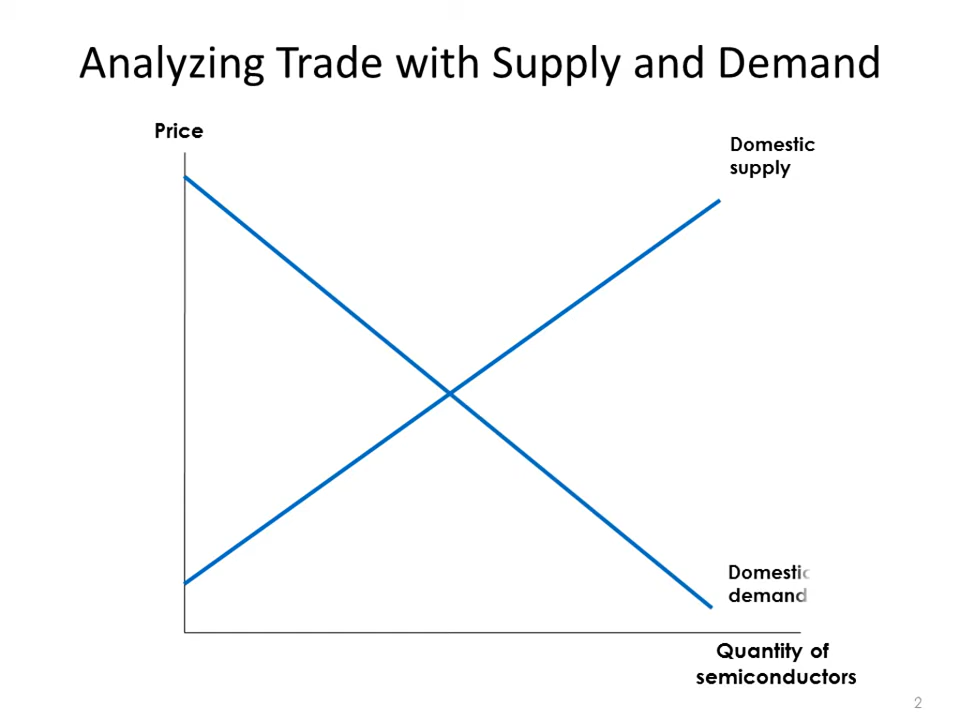 Analyzing Trade with Supply and Demand
Price
Domestic
supply
Domestic
demand
Quantity of
semiconductors
2